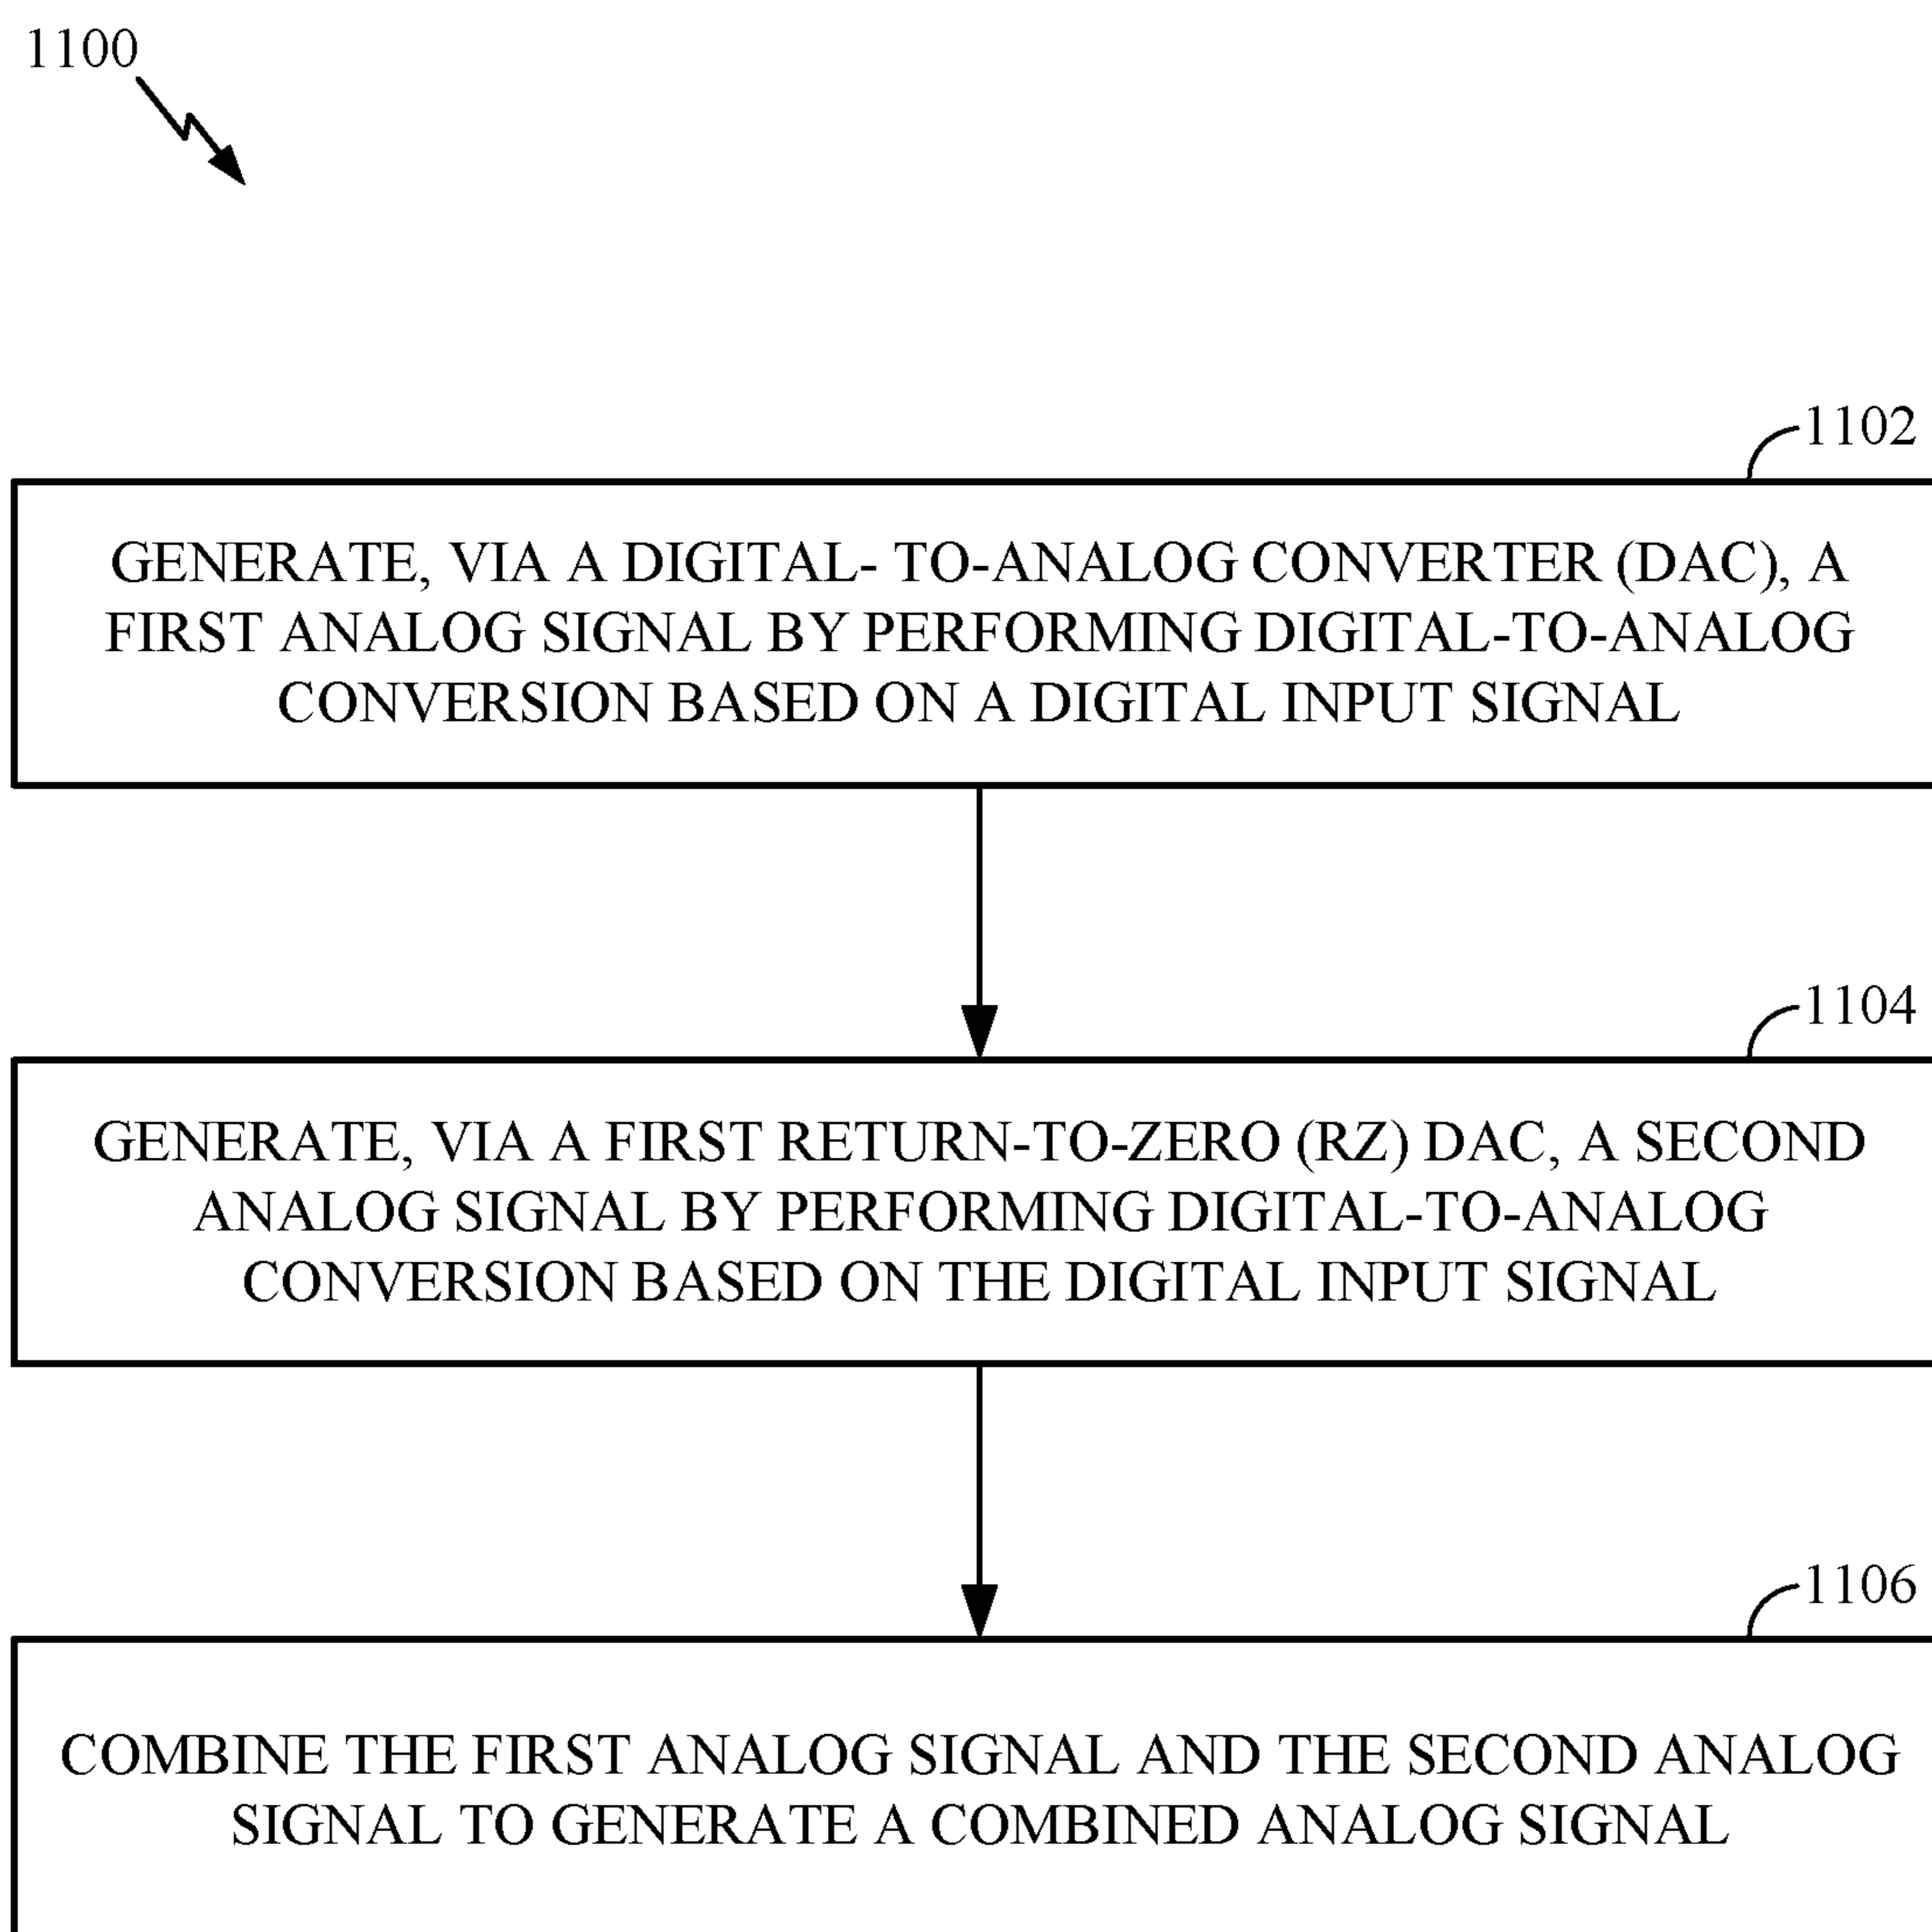 1100
1102
GENERATE, VIA A DIGITAL- TO-ANALOG CONVERTER (DAC), A
FIRST ANALOG SIGNAL BY PERFORMING DIGITAL-TO-ANALOG
CONVERSION BASED ON A DIGITAL INPUT SIGNAL
1104
GENERATE, VIA A FIRST RETURN-TO-ZERO (RZ) DAC, A SECOND
ANALOG SIGNAL BY PERFORMING DIGITAL-TO-ANALOG
CONVERSION BASED ON THE DIGITAL INPUT SIGNAL
1106
COMBINE THE FIRST ANALOG SIGNAL AND THE SECOND ANALOG
SIGNAL TO GENERATE A COMBINED ANALOG SIGNAL